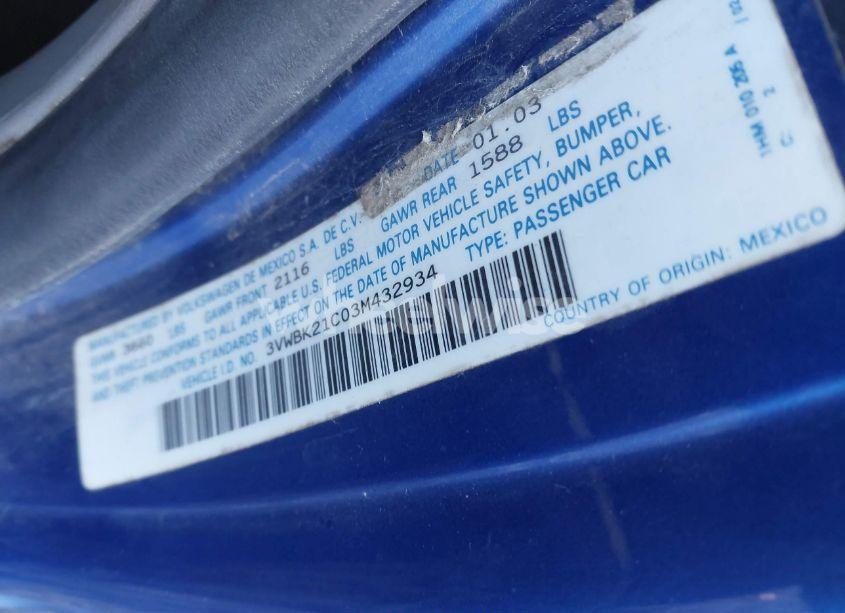 MANUFACTURED BY VOLKSWAGEN DE MEXICO S.A. DE C.V. DATE 01.03
LBS GAWR FRONT 2116 LBS GAWR REAR 1588 LBS
THIS VEHICLE CONFORMS TO ALL APPLICABLE U.S. FEDERAL MOTOR VEHICLE SAFETY, BUMPER,
AND THEFT PREVENTION STANDARDS IN EFFECT ON THE DATE OF MANUFACTURE SHOWN ABOVE.
VEHICLE I.D. NO. 3VWBK21C03M432934 TYPE: PASSENGER CAR
COUNTRY OF ORIGIN: MEXICO
1HM 010 205 A